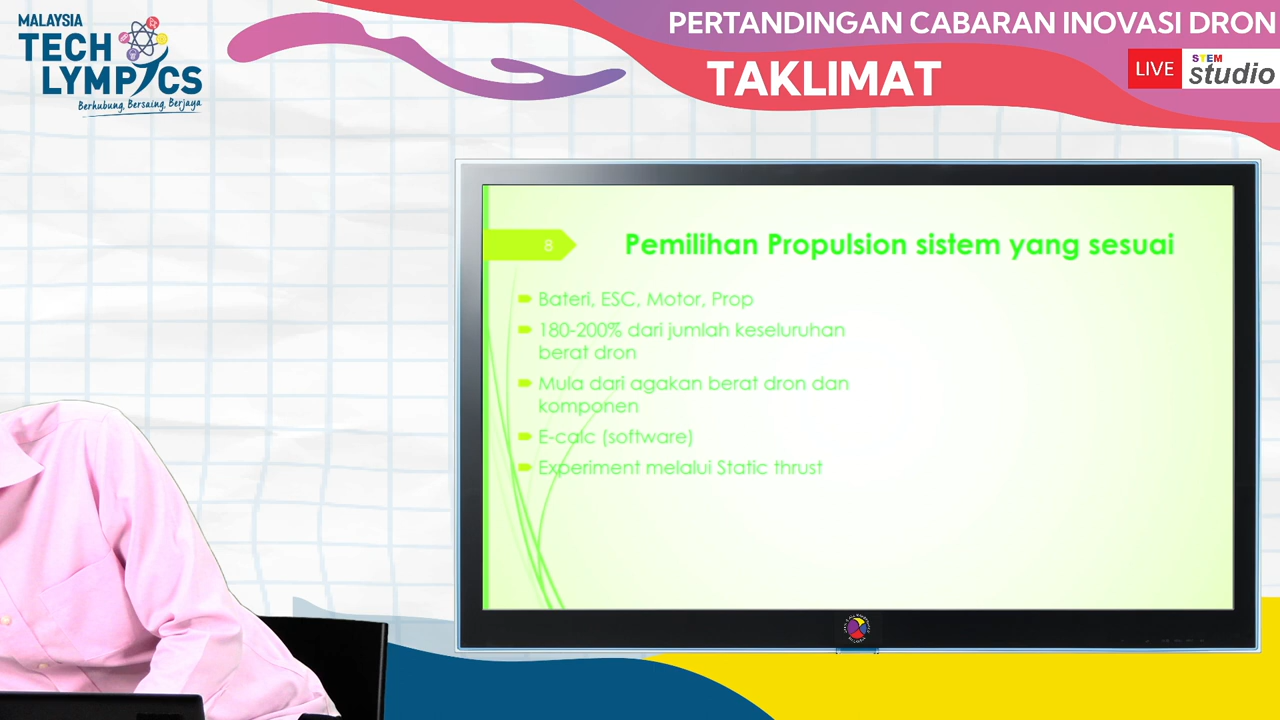 MALAYSIA
TECH
LYMPICS
Berhubung, Bersaing, Berjaya
PERTANDINGAN CABARAN INOVASI DRON
TAKLIMAT
LIVE
STEM
studio
8
Pemilihan Propulsion sistem yang sesuai
Bateri, ESC, Motor, Prop
180-200% dari jumlah keseluruhan
berat dron
Mula dari agakan berat dron dan
komponen
E-calc (software)
Experiment melalui Static thrust